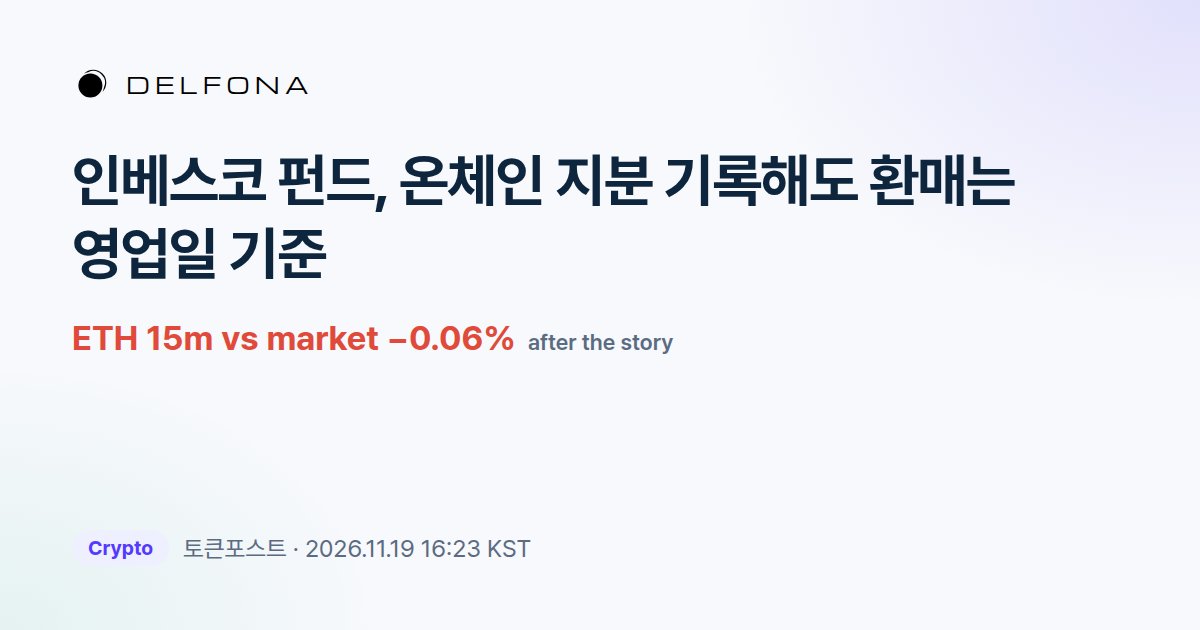 DELFONA
인베스코 펀드, 온체인 지분 기록해도 환매는
영업일 기준
ETH 15m vs market −0.06% after the story
Crypto 토큰포스트 · 2026.11.19 16:23 KST